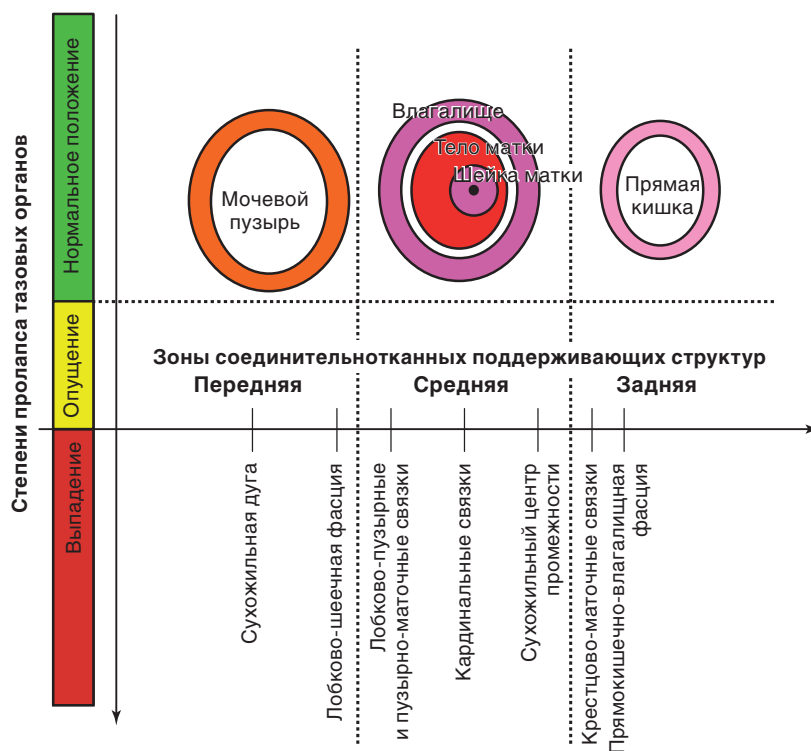 Степени пролапса тазовых органов
Нормальное положение
Опущение
Выпадение
Мочевой
пузырь
Влагалище
Тело матки
Шейка матки
Прямая
кишка
Зоны соединительнотканных поддерживающих структур
Передняя
Средняя
Задняя
Сухожильная дуга
Лобково-шеечная фасция
Лобково-пузырные
и пузырно-маточные связки
Кардинальные связки
Сухожильный центр
промежности
Крестцово-маточные связки
Прямокишечно-влагалищная
фасция